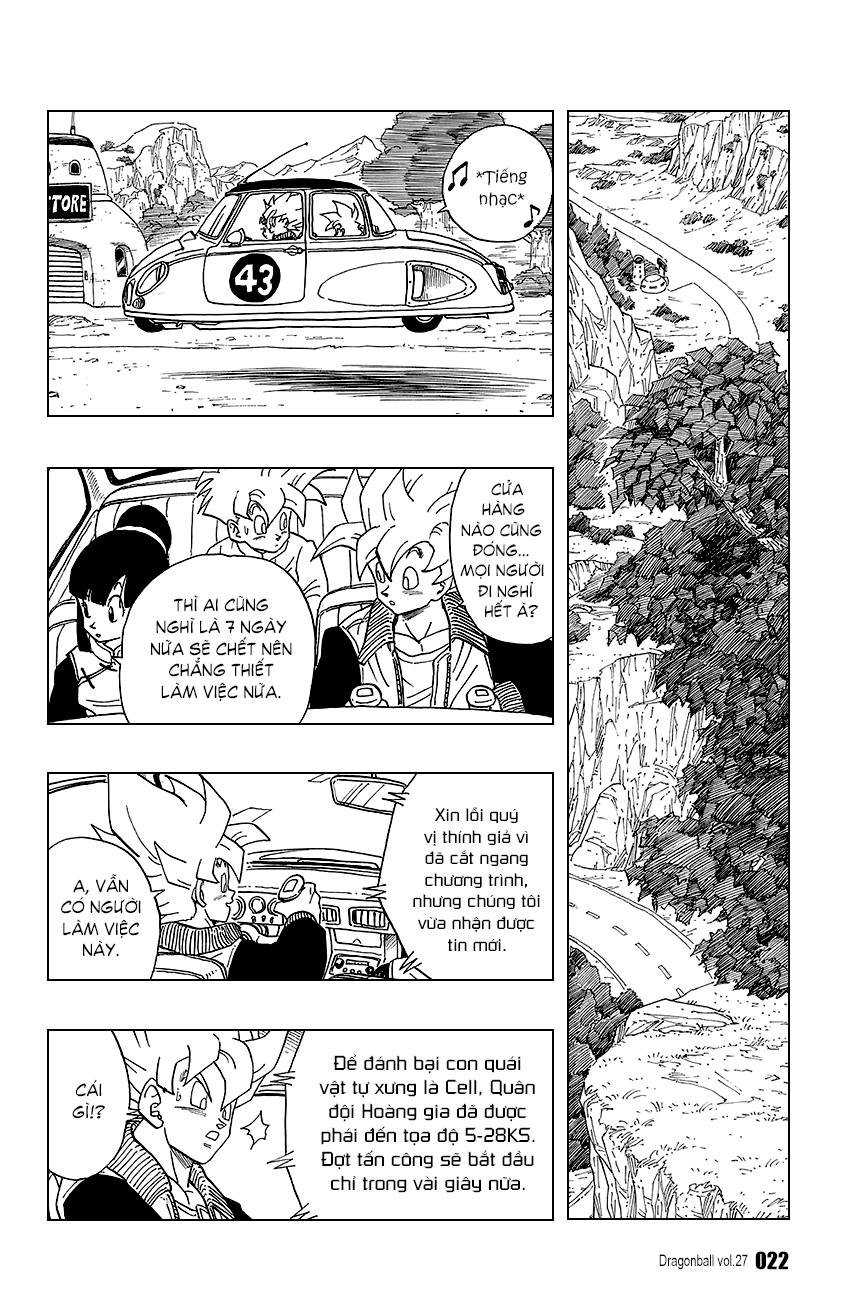 *Tiếng
nhạc*
TORE
43
CỬA
HÀNG
NÀO CŨNG
ĐÓNG...
MỌI NGƯỜI
ĐI NGHỈ
HẾT À?
THÌ AI CŨNG
NGHĨ LÀ 7 NGÀY
NỮA SẼ CHẾT NÊN
CHẲNG THIẾT
LÀM VIỆC NỮA.
Xin lỗi quý
vị thính giả vì
đã cắt ngang
chương trình,
nhưng chúng tôi
vừa nhận được
tin mới.
A, VẪN
CÓ NGƯỜI
LÀM VIỆC
NÀY.
CÁI
GÌ!?
Để đánh bại con quái
vật tự xưng là Cell, Quân
đội Hoàng gia đã được
phái đến tọa độ 5-28KS.
Đợt tấn công sẽ bắt đầu
chỉ trong vài giây nữa.
Dragonball vol.27 022